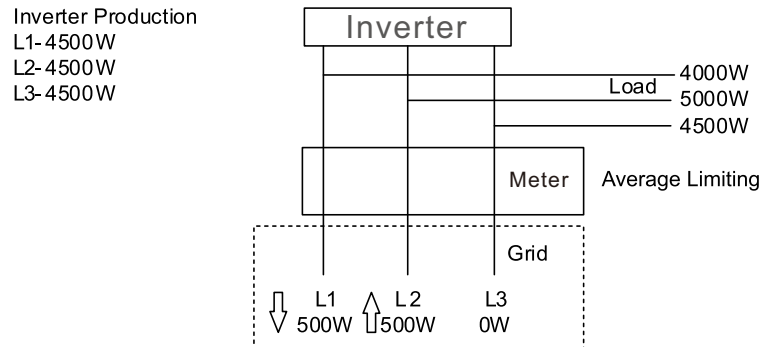 Inverter Production
L1-4500W
L2-4500W
L3-4500W
Inverter
Load
4000W
5000W
4500W
Meter
Average Limiting
Grid
L1 L2 L3
500W 500W 0W